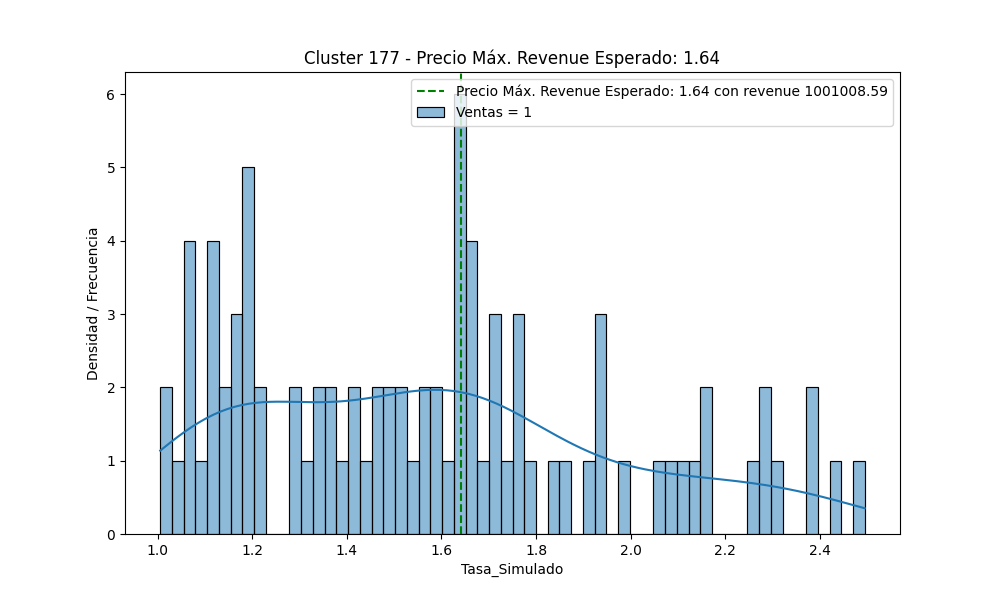 Cluster 177 - Precio Máx. Revenue Esperado: 1.64
Precio Máx. Revenue Esperado: 1.64 con revenue 1001008.59
Ventas = 1
Densidad / Frecuencia
6
5
4
3
2
1
0
1.0 1.2 1.4 1.6 1.8 2.0 2.2 2.4
Tasa_Simulado